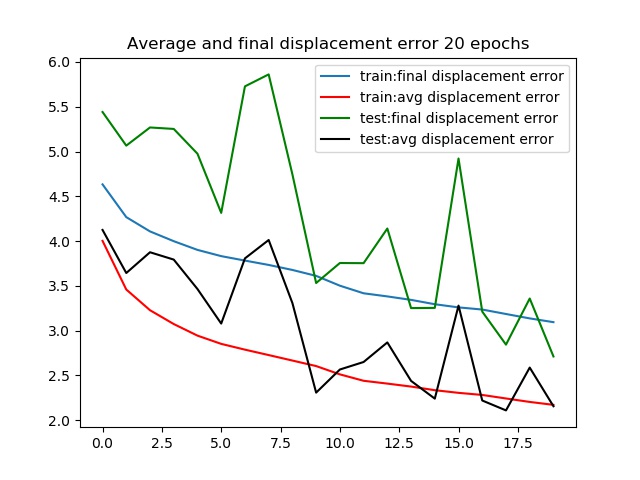 Average and final displacement error 20 epochs
train:final displacement error
train:avg displacement error
test:final displacement error
test:avg displacement error
6.0
5.5
5.0
4.5
4.0
3.5
3.0
2.5
2.0
0.0 2.5 5.0 7.5 10.0 12.5 15.0 17.5